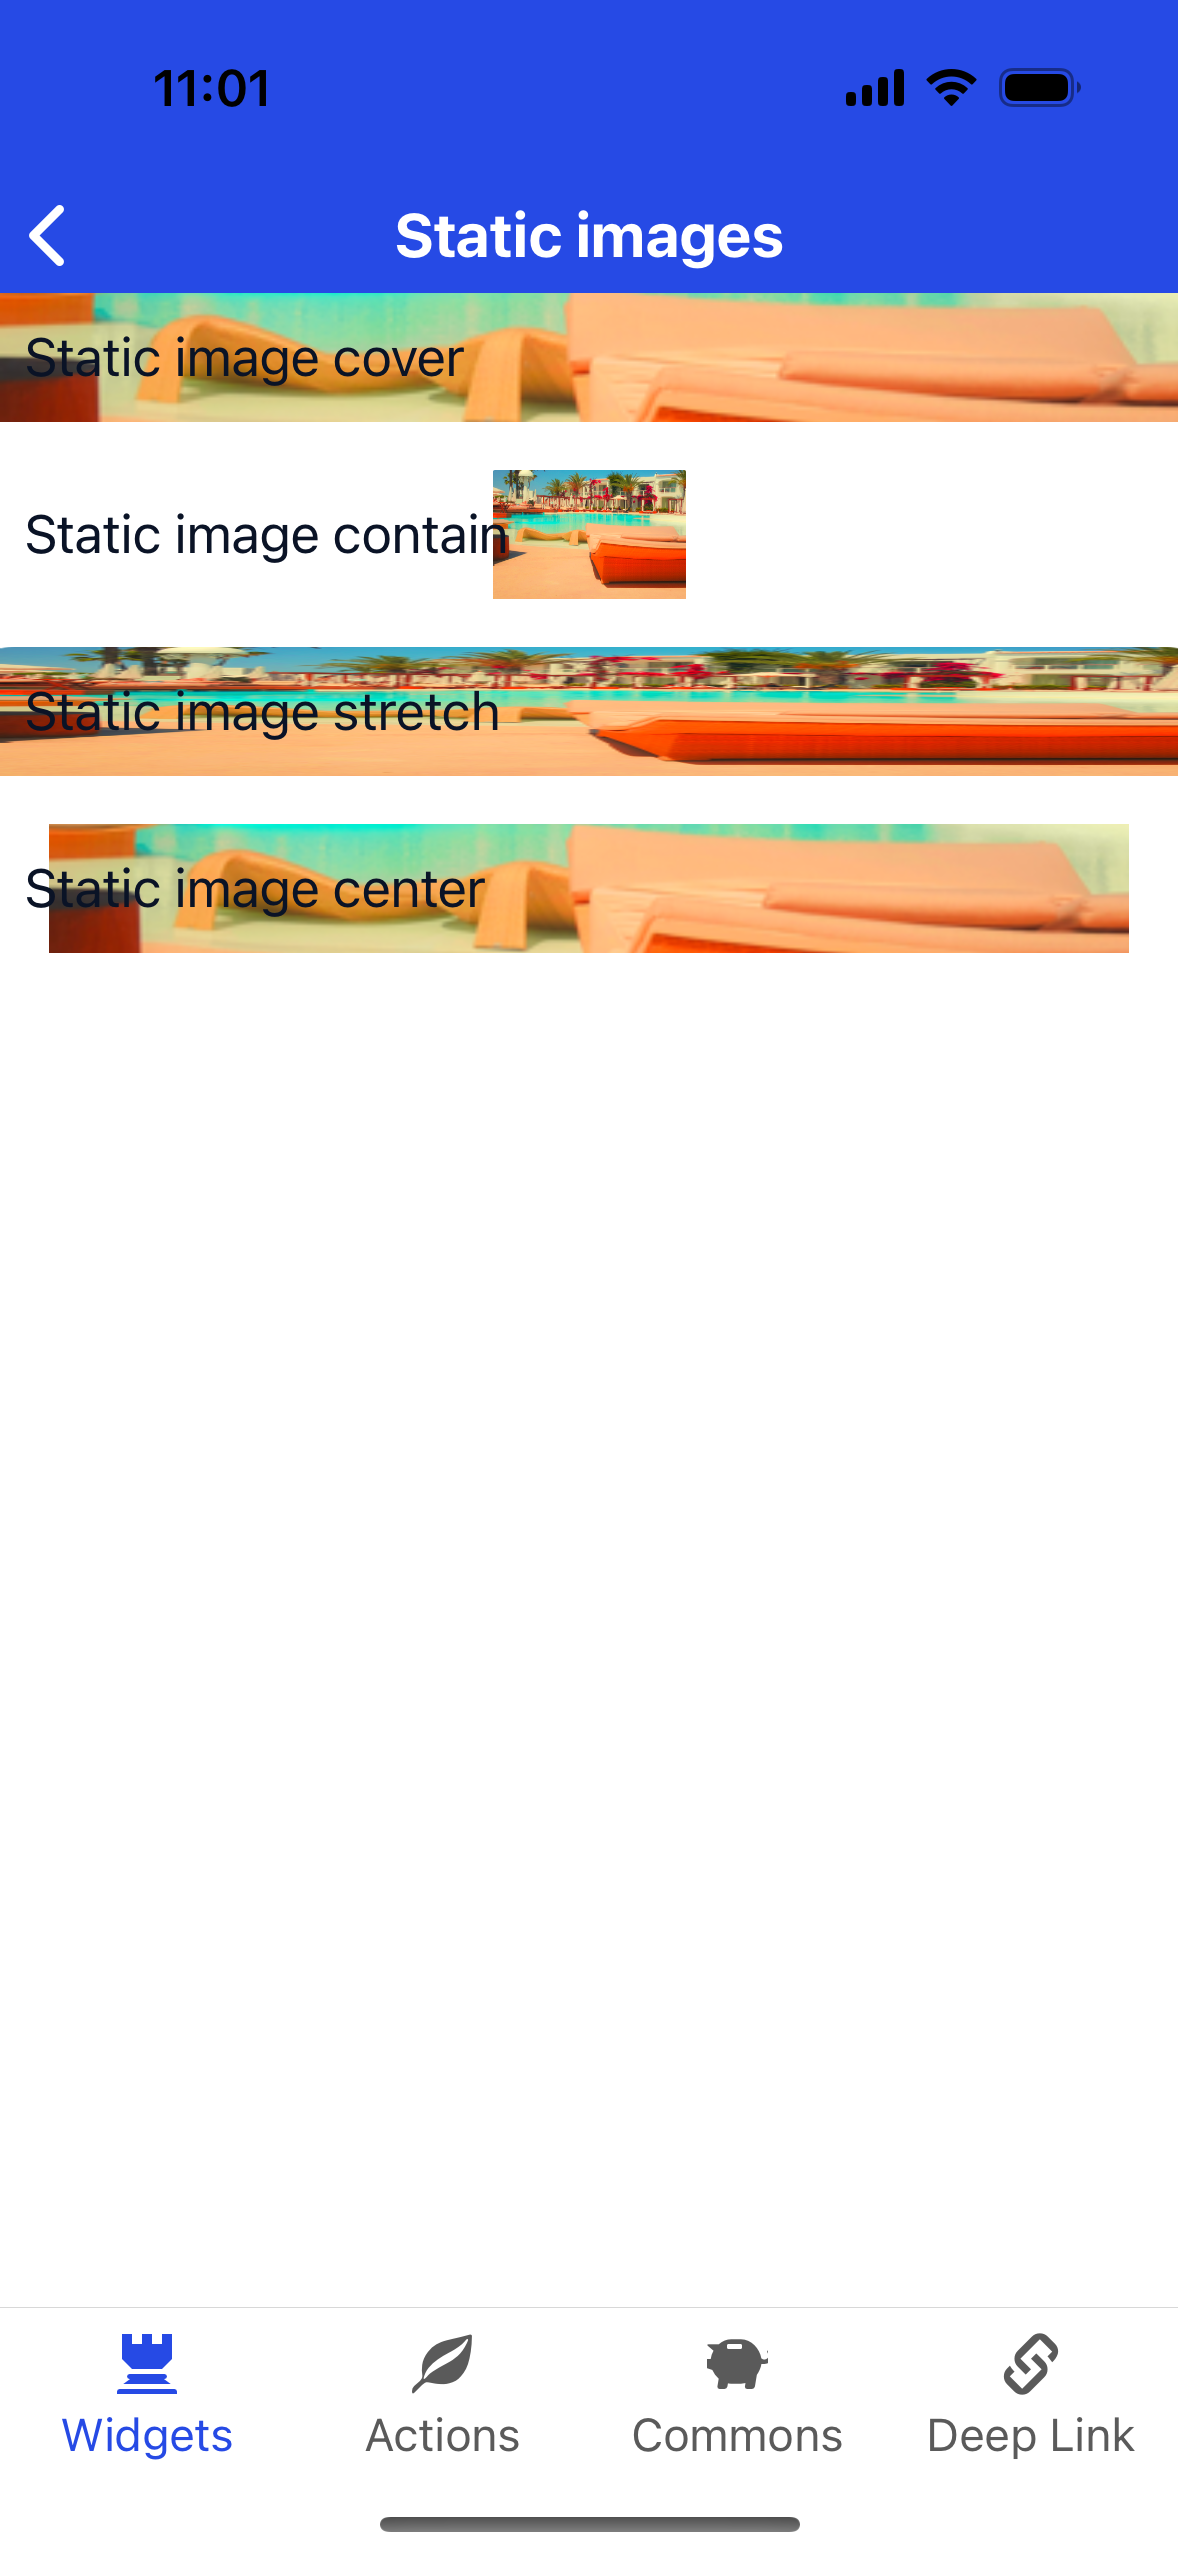 11:01
Static images
Static image cover
Static image contain
Static image stretch
Static image center
Widgets
Actions
Commons
Deep Link